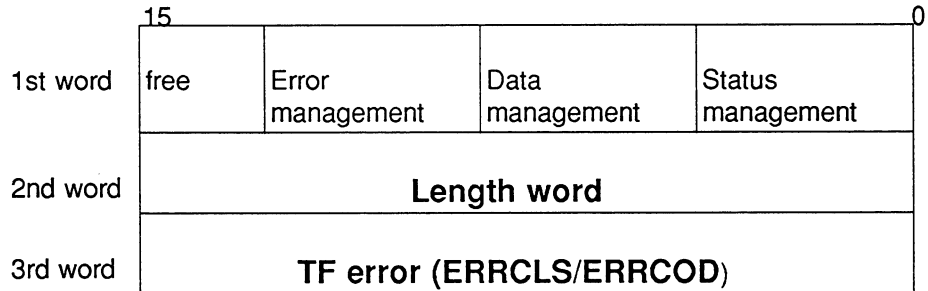 15 0
1st word free Error management Data management Status management
2nd word Length word
3rd word TF error (ERRCLS/ERRCOD)